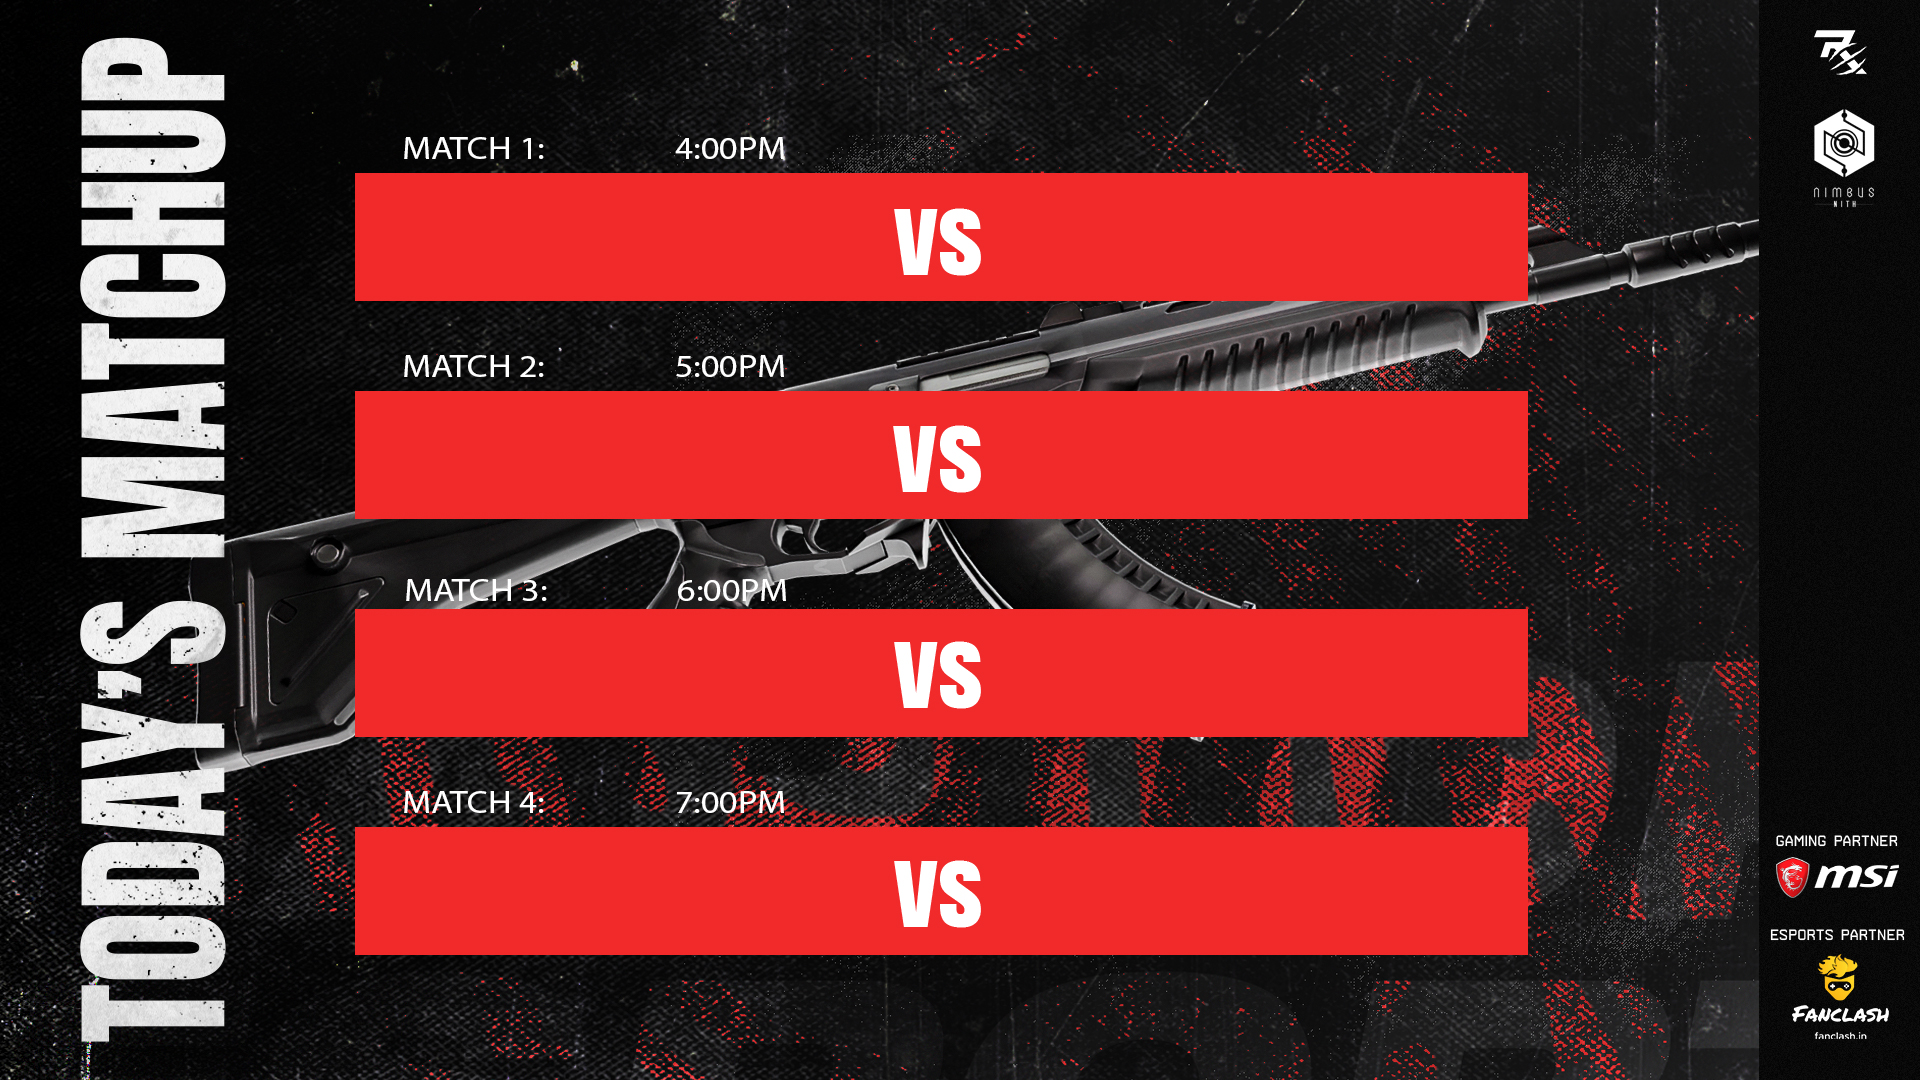 TODAY'S MATCHUP
MATCH 1: 4:00PM
VS
MATCH 2: 5:00PM
VS
MATCH 3: 6:00PM
VS
MATCH 4: 7:00PM
VS
NIMBUS
NITH
GAMING PARTNER
msi
ESPORTS PARTNER
FANCLASH
fanclash.in